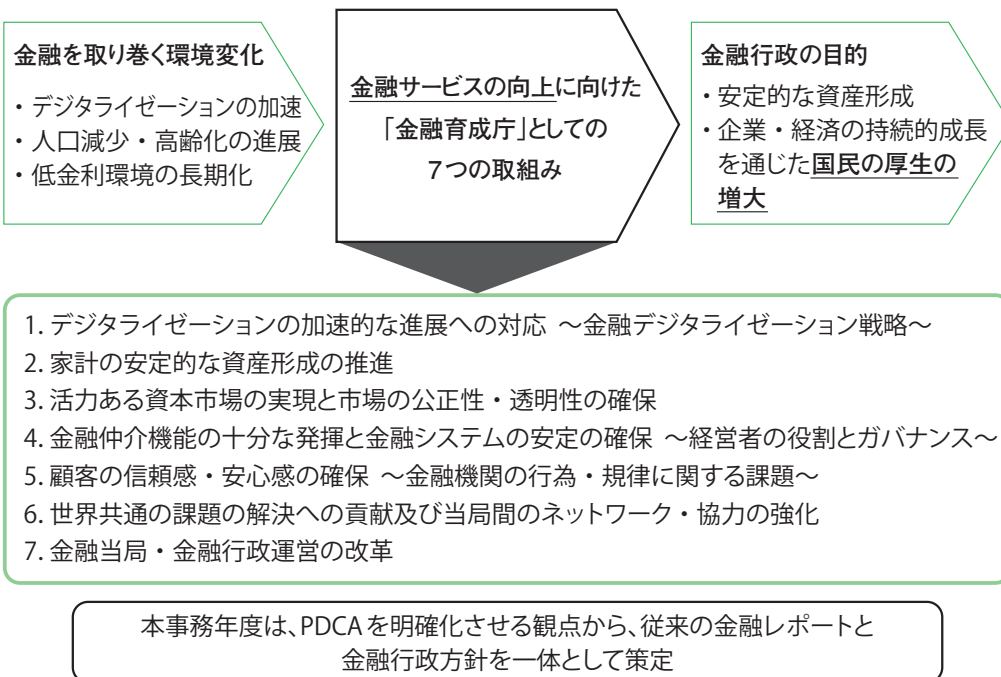 金融を取り巻く環境変化
・デジタライゼーションの加速
・人口減少・高齢化の進展
・低金利環境の長期化
金融サービスの向上に向けた
「金融育成庁」としての
7つの取組み
金融行政の目的
・安定的な資産形成
・企業・経済の持続的成長
を通じた国民の厚生の
増大
1. デジタライゼーションの加速的な進展への対応 ～金融デジタライゼーション戦略～
2. 家計の安定的な資産形成の推進
3. 活力ある資本市場の実現と市場の公正性・透明性の確保
4. 金融仲介機能の十分な発揮と金融システムの安定の確保 ～経営者の役割とガバナンス～
5. 顧客の信頼感・安心感の確保 ～金融機関の行為・規律に関する課題～
6. 世界共通の課題の解決への貢献及び当局間のネットワーク・協力の強化
7. 金融当局・金融行政運営の改革
本事務年度は、PDCAを明確化させる観点から、従来の金融レポートと
金融行政方針を一体として策定